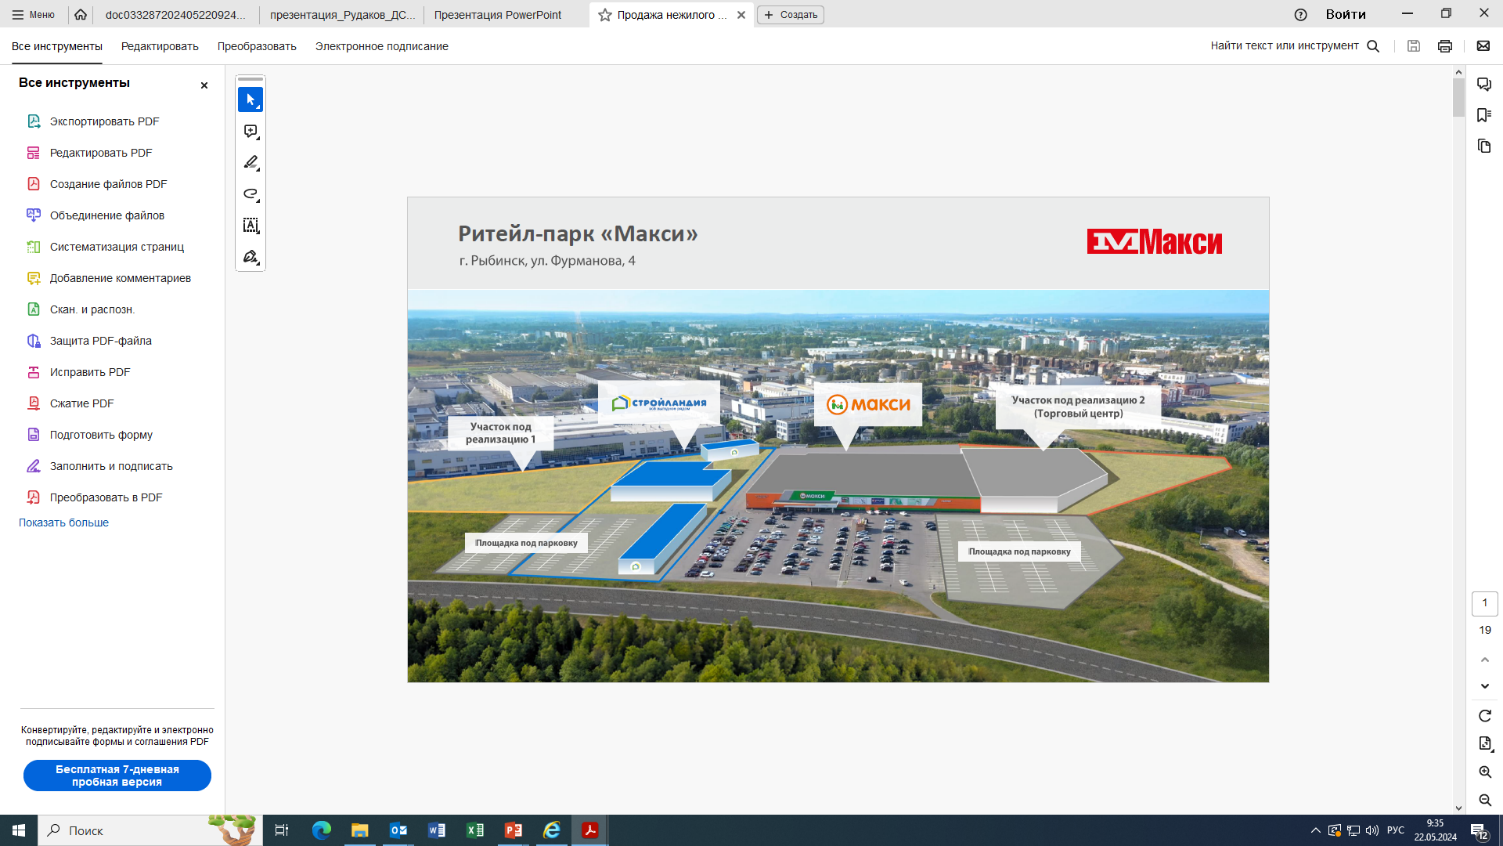 Меню
doc033287202405220924...
презентация_Рудаков_ДС...
Презентация PowerPoint
Продажа нежилого ...
Создать
Войти
Все инструменты
Редактировать
Преобразовать
Электронное подписание
Найти текст или инструмент
Все инструменты
Экспортировать PDF
Редактировать PDF
Создание файлов PDF
Объединение файлов
Систематизация страниц
Добавление комментариев
Скан. и распозн.
Защита PDF-файла
Исправить PDF
Сжатие PDF
Подготовить форму
Заполнить и подписать
Преобразовать в PDF
Показать больше
Конвертируйте, редактируйте и электронно
подписывайте формы и соглашения PDF
Бесплатная 7-дневная
пробная версия
Ритейл-парк «Макси»
г. Рыбинск, ул. Фурманова, 4
Макси
Участок под
реализацию 1
СТРОЙЛАНДИЯ
МАКСИ
Участок под реализацию 2
(Торговый центр)
МАКСИ
Площадка под парковку
Площадка под парковку
1
19
Поиск
РУС
9:35
22.05.2024
12